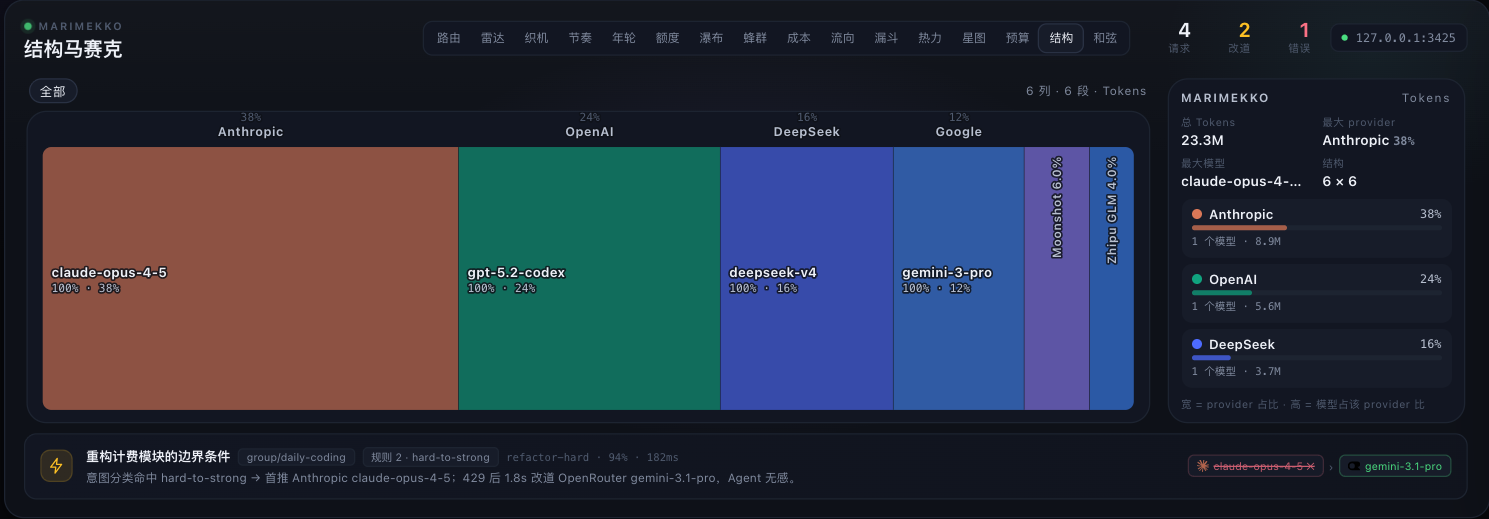 MARIMEKKO
结构马赛克
路由 雷达 织机 节奏 年轮 额度 瀑布 蜂群 成本 流向 漏斗 热力 星图 预算 结构 和弦
4 请求
2 改道
1 错误
127.0.0.1:3425
全部
6 列 · 6 段 · Tokens
38%
Anthropic
24%
OpenAI
16%
DeepSeek
12%
Google
claude-opus-4-5
100% · 38%
gpt-5.2-codex
100% · 24%
deepseek-v4
100% · 16%
gemini-3-pro
100% · 12%
Moonshot 6.0%
Zhipu GLM 4.0%
MARIMEKKO Tokens
总 Tokens
23.3M
最大 provider
Anthropic 38%
最大模型
claude-opus-4-...
结构
6 × 6
Anthropic 38%
1 个模型 · 8.9M
OpenAI 24%
1 个模型 · 5.6M
DeepSeek 16%
1 个模型 · 3.7M
宽 = provider 占比 · 高 = 模型占该 provider 比
重构计费模块的边界条件 group/daily-coding 规则 2 · hard-to-strong refactor-hard · 94% · 182ms
意图分类命中 hard-to-strong → 首推 Anthropic claude-opus-4-5；429 后 1.8s 改道 OpenRouter gemini-3.1-pro，Agent 无感。
claude-opus-4-5 ✕ › gemini-3.1-pro